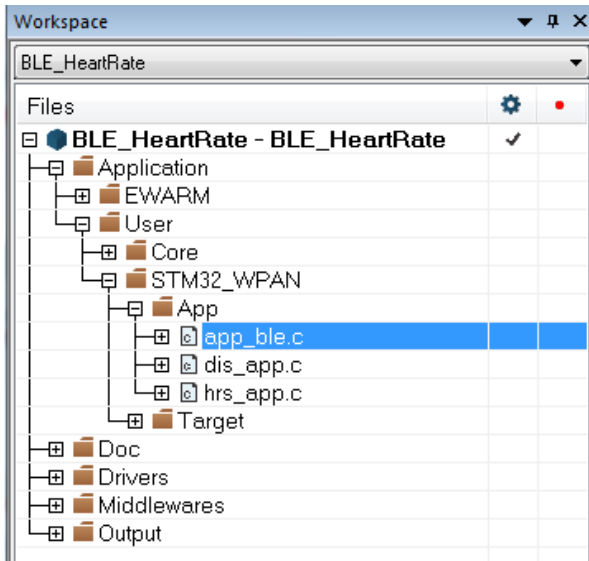 Workspace
BLE_HeartRate
Files
BLE_HeartRate - BLE_HeartRate
Application
EWARM
User
Core
STM32_WPAN
App
app_ble.c
dis_app.c
hrs_app.c
Target
Doc
Drivers
Middlewares
Output